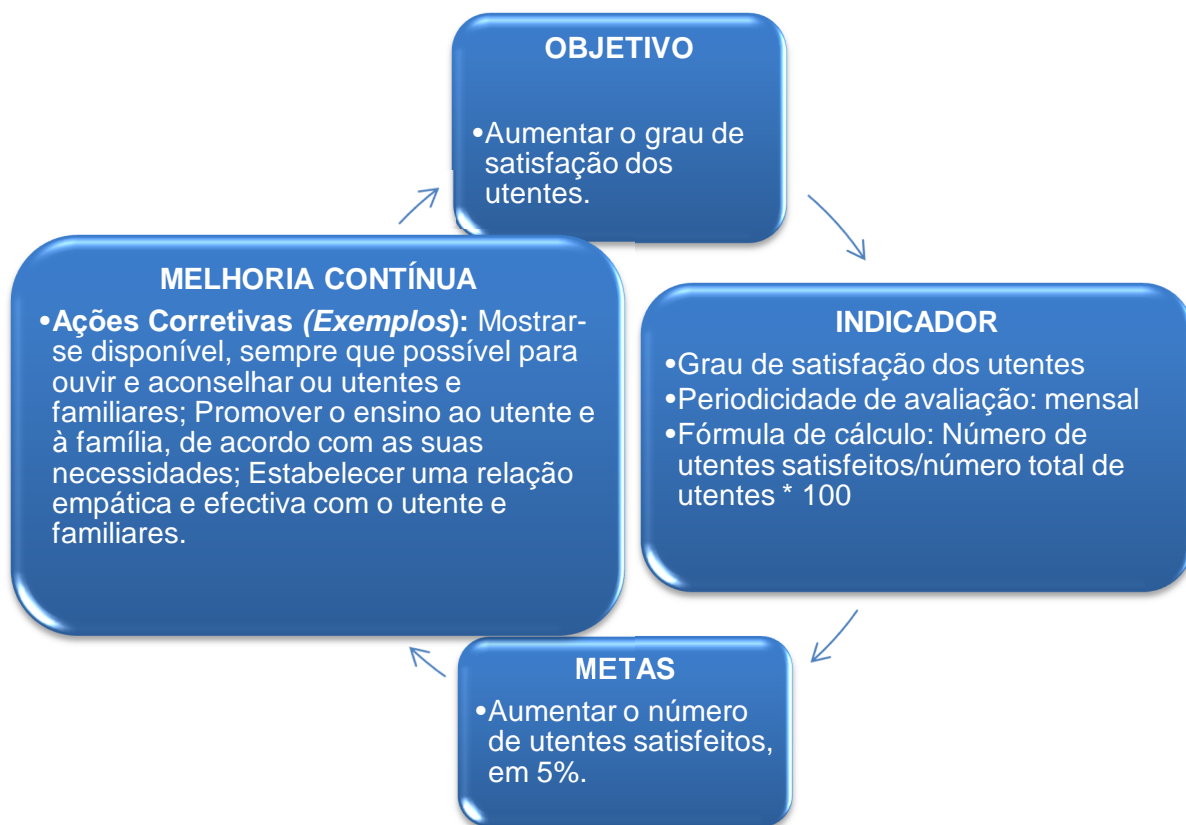 OBJETIVO
•Aumentar o grau de
satisfação dos
utentes.
INDICADOR
•Grau de satisfação dos utentes
•Periodicidade de avaliação: mensal
•Fórmula de cálculo: Número de
utentes satisfeitos/número total de
utentes * 100
METAS
•Aumentar o número
de utentes satisfeitos,
em 5%.
MELHORIA CONTÍNUA
•Ações Corretivas (Exemplos): Mostrar-
se disponível, sempre que possível para
ouvir e aconselhar ou utentes e
familiares; Promover o ensino ao utente e
à família, de acordo com as suas
necessidades; Estabelecer uma relação
empática e efectiva com o utente e
familiares.